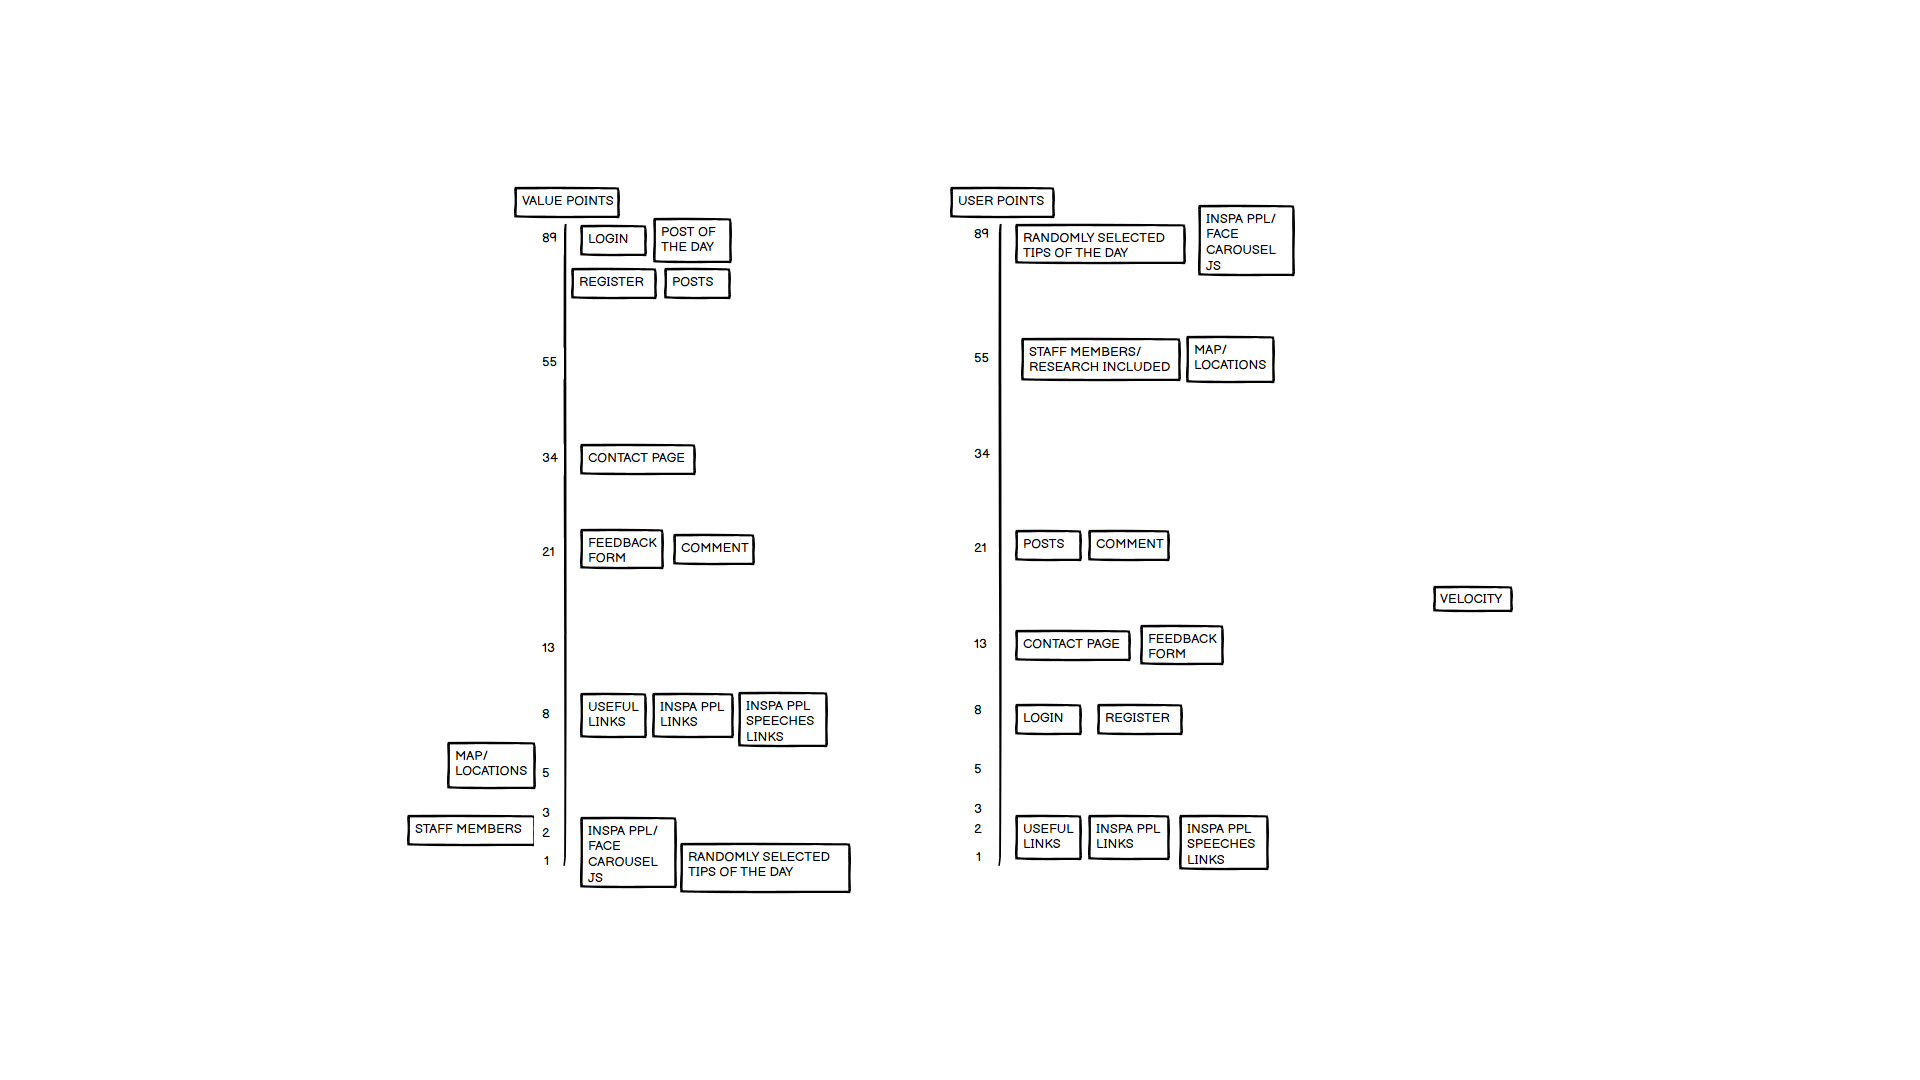 VALUE POINTS
89
LOGIN
POST OF
THE DAY
REGISTER
POSTS
55
34
CONTACT PAGE
21
FEEDBACK
FORM
COMMENT
13
8
USEFUL
LINKS
INSPA PPL
LINKS
INSPA PPL
SPEECHES
LINKS
MAP/
LOCATIONS
5
3
STAFF MEMBERS
2
1
INSPA PPL/
FACE
CAROUSEL
JS
RANDOMLY SELECTED
TIPS OF THE DAY
USER POINTS
89
RANDOMLY SELECTED
TIPS OF THE DAY
INSPA PPL/
FACE
CAROUSEL
JS
55
STAFF MEMBERS/
RESEARCH INCLUDED
MAP/
LOCATIONS
34
21
POSTS
COMMENT
13
CONTACT PAGE
FEEDBACK
FORM
8
LOGIN
REGISTER
5
3
2
1
USEFUL
LINKS
INSPA PPL
LINKS
INSPA PPL
SPEECHES
LINKS
VELOCITY